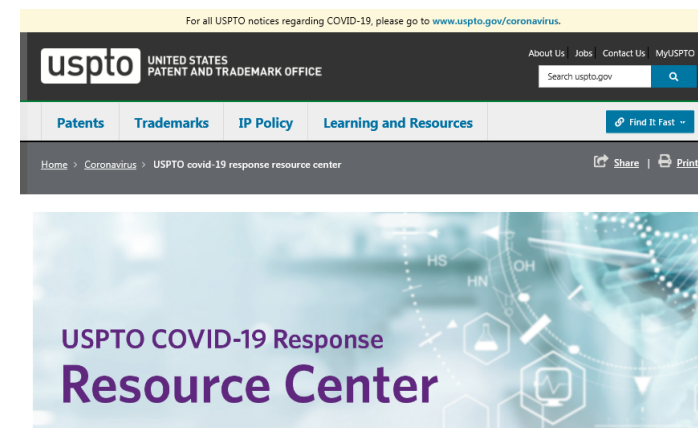 For all USPTO notices regarding COVID-19, please go to www.uspto.gov/coronavirus.
About Us Jobs Contact Us MyUSPTO
uspto UNITED STATES
PATENT AND TRADEMARK OFFICE
Search uspto.gov
Patents Trademarks IP Policy Learning and Resources Find It Fast
Home > Coronavirus > USPTO covid-19 response resource center Share | Print
HS
OH
HN
USPTO COVID-19 Response
Resource Center